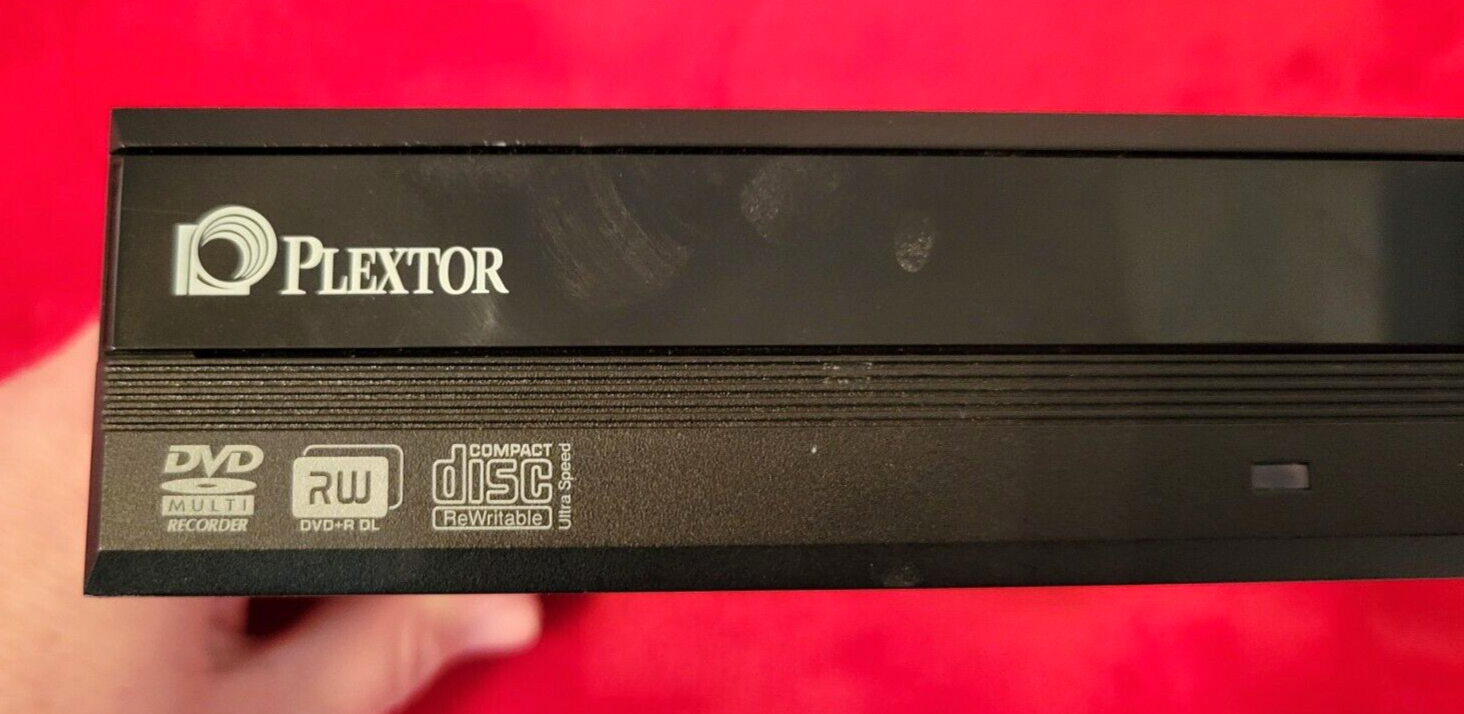 PLEXTOR
DVD
MULTI
RECORDER
RW
DVD+R DL
COMPACT
disc
ReWritable
Ultra Speed